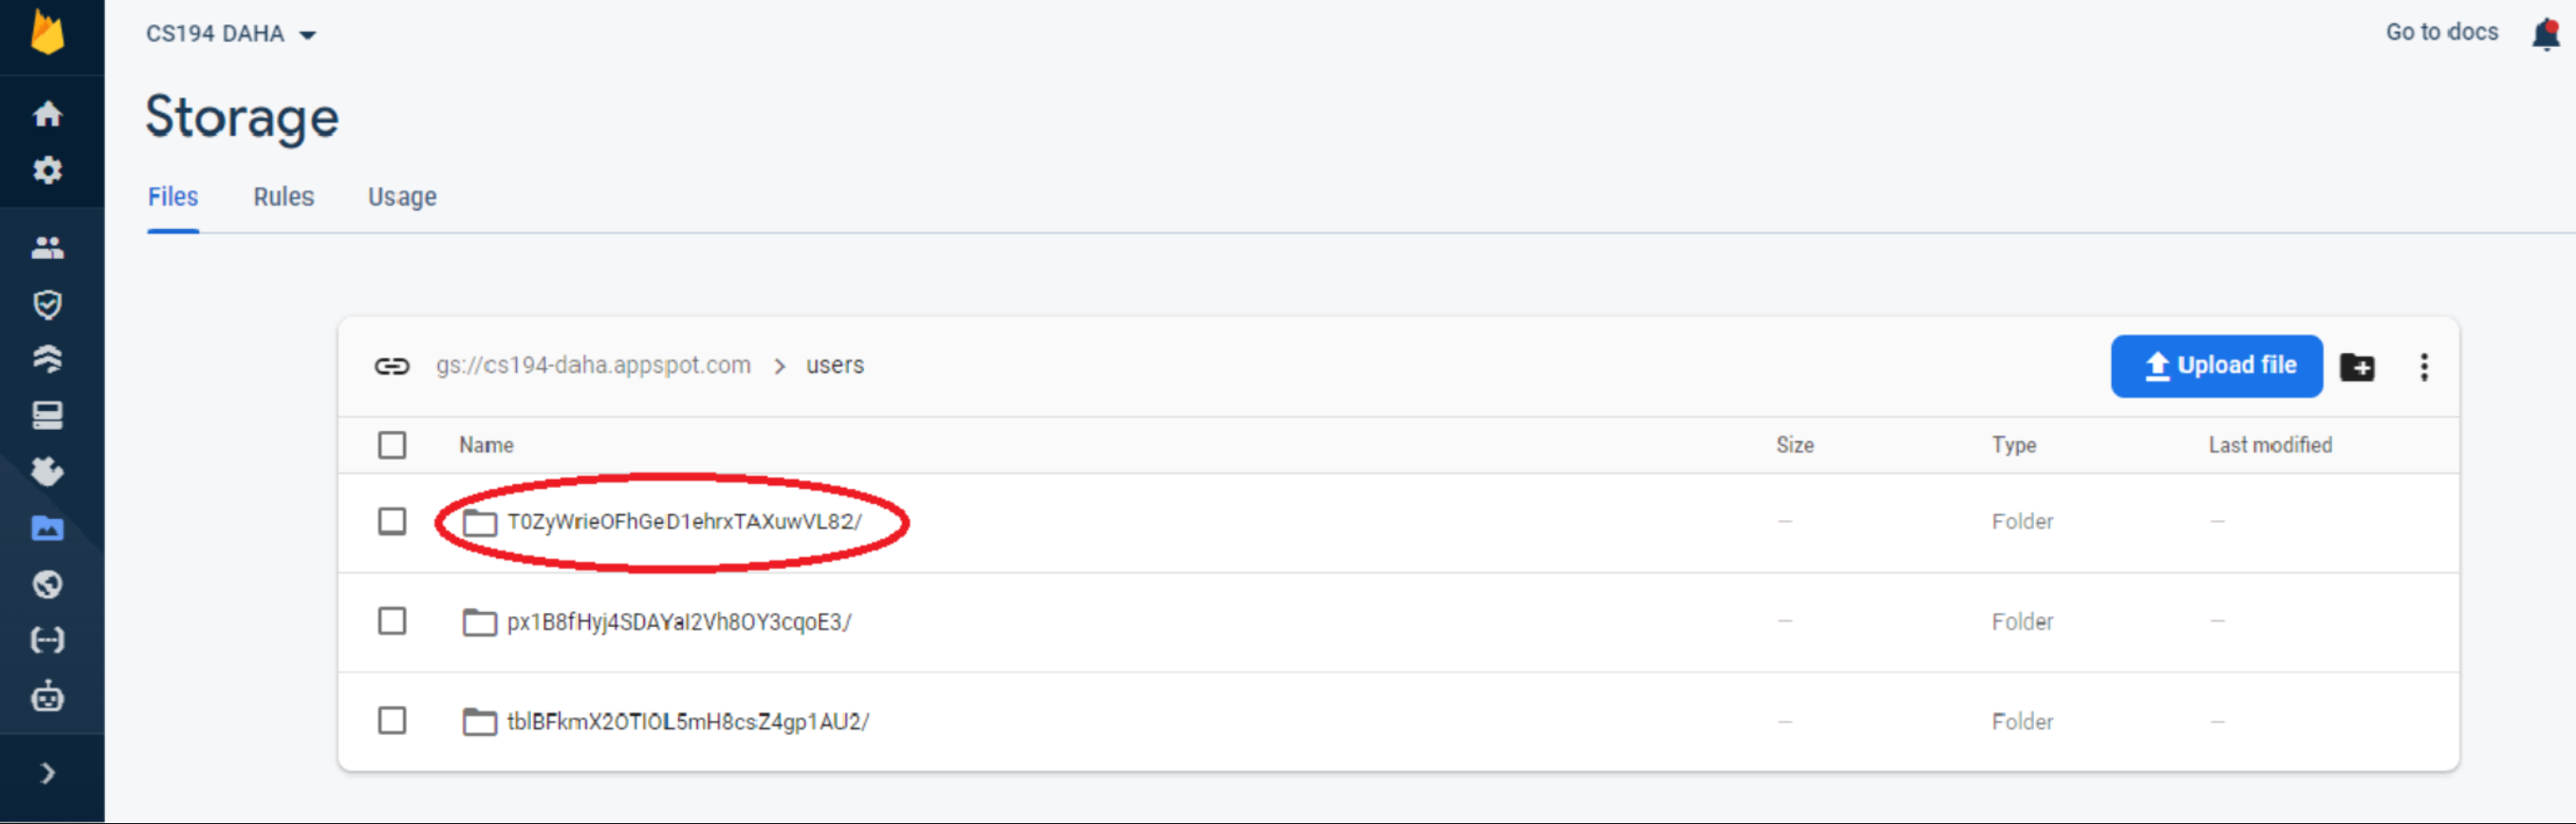 CS194 DAHA
Go to docs
Storage
Files Rules Usage
gs://cs194-daha.appspot.com > users
Upload file
Name Size Type Last modified
T0ZyWrieOFhGeD1ehrxTAXuwVL82/ — Folder —
px1B8fHyj4SDAYaI2Vh8OY3cqoE3/ — Folder —
tblBFkmX2OTIOL5mH8csZ4gp1AU2/ — Folder —